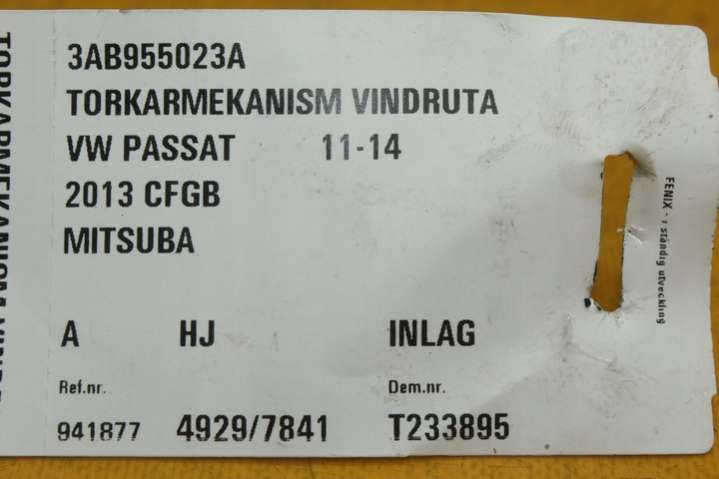 3AB955023A
TORKARMEKANISM VINDRUTA
VW PASSAT 11-14
2013 CFGB
MITSUBA
A HJ INLAG
Ref.nr. Dem.nr.
941877 4929/7841 T233895
FENIX - i ständig utveckling
TORKARMEKANISM